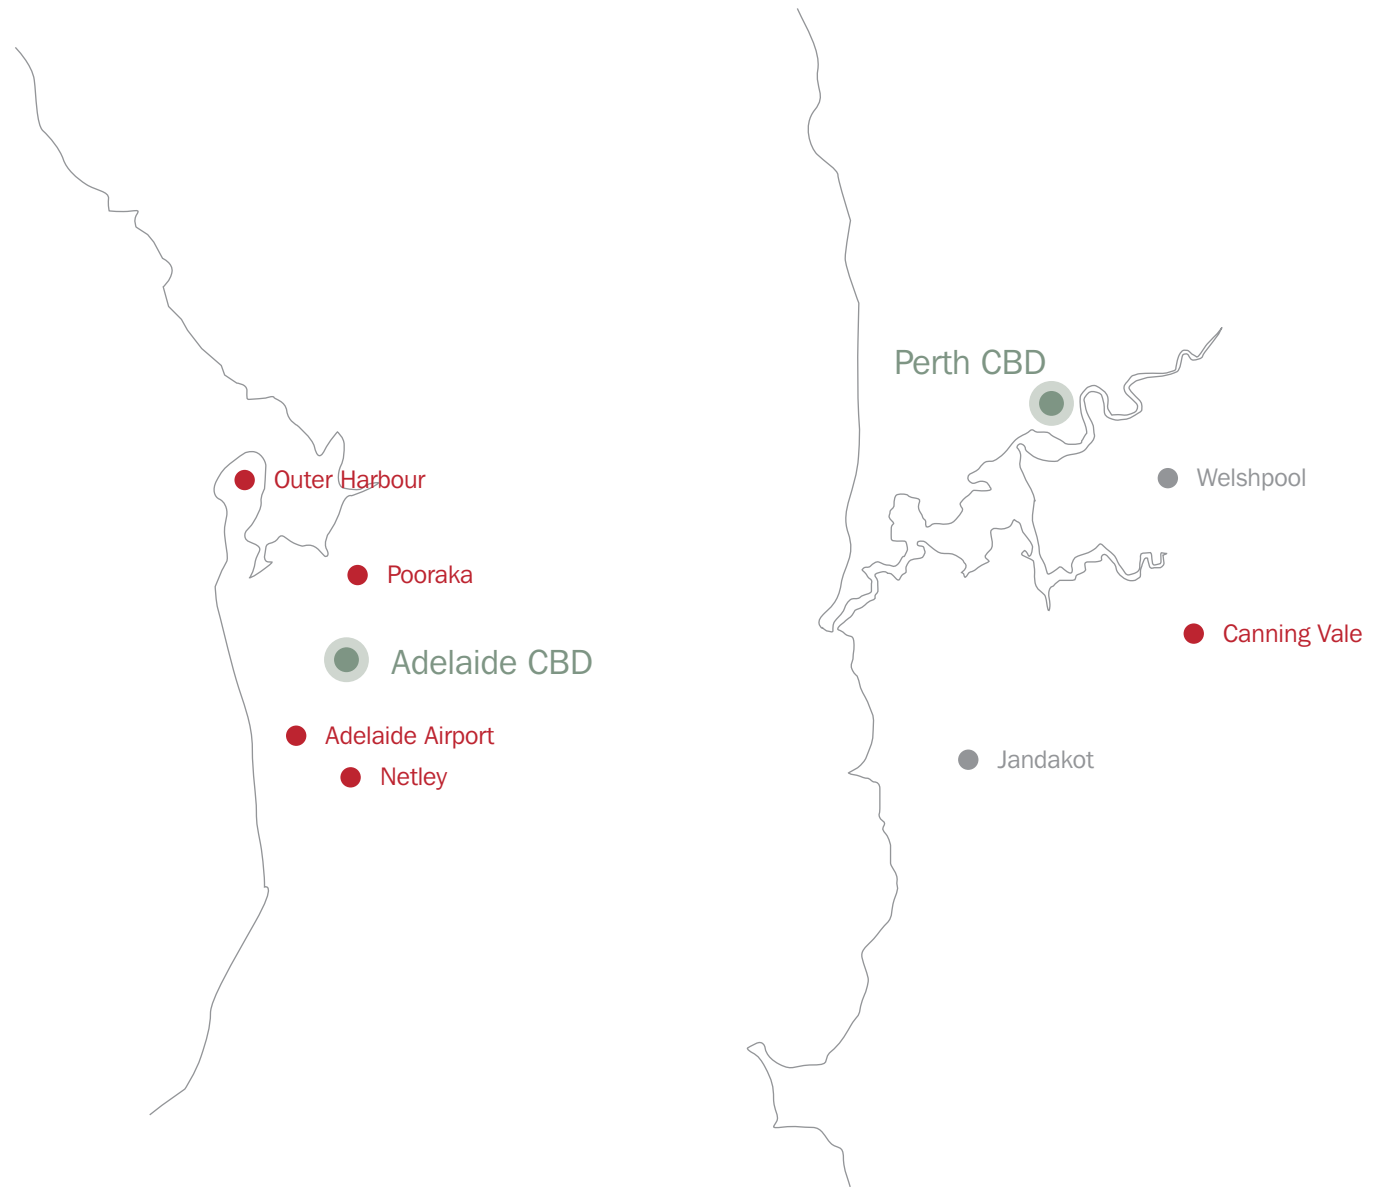 Outer Harbour
Pooraka
Adelaide CBD
Adelaide Airport
Netley
Perth CBD
Welshpool
Canning Vale
Jandakot